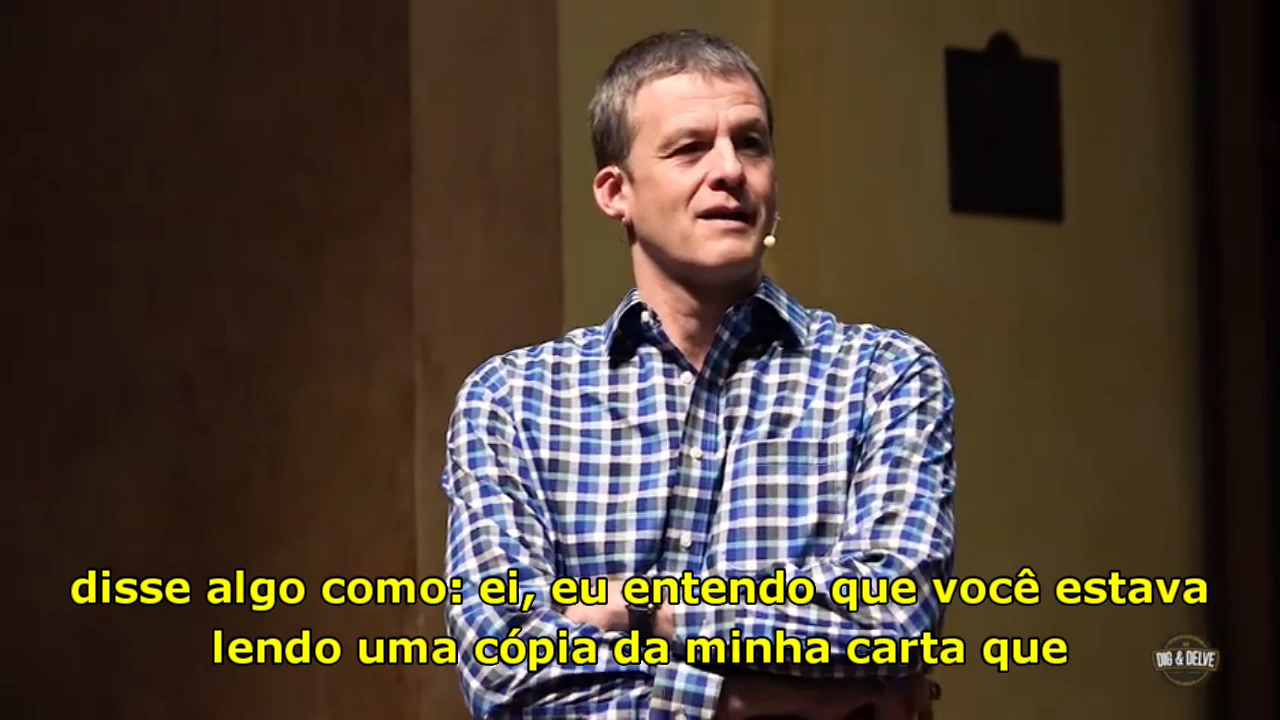 disse algo como: ei, eu entendo que você estava
lendo uma cópia da minha carta que
DIG & DELVE